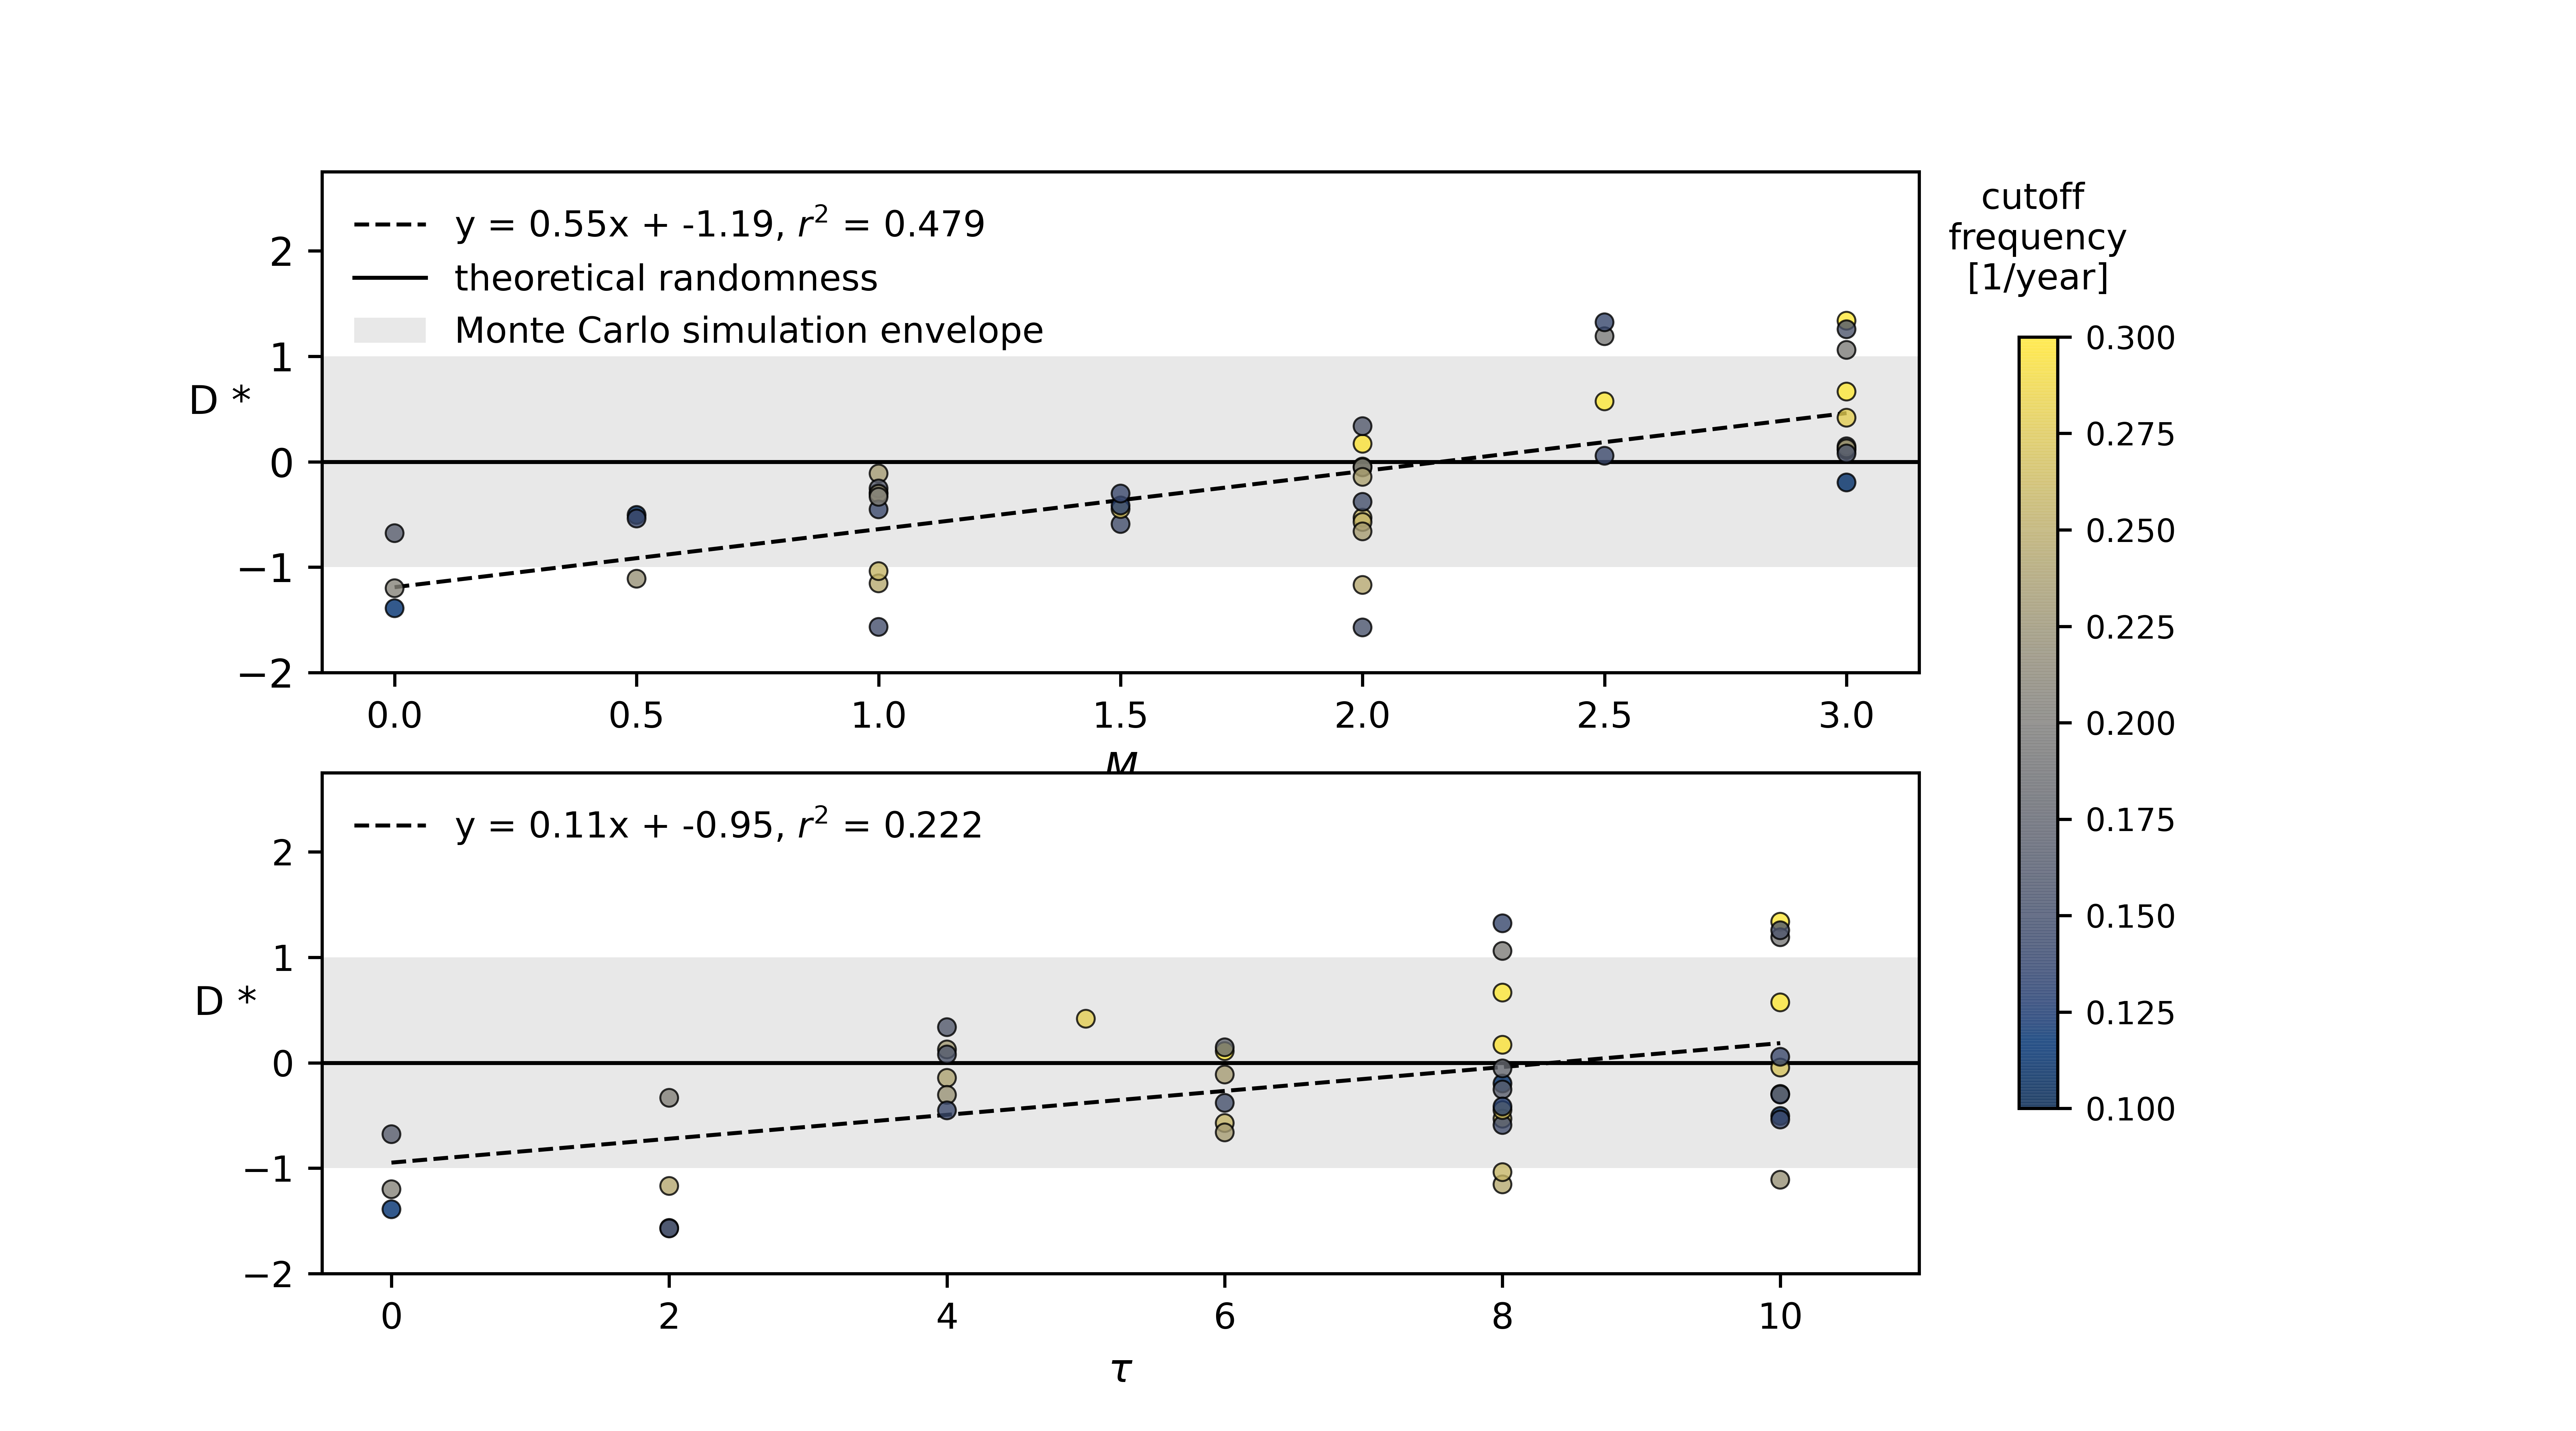 y = 0.55x + -1.19, r² = 0.479
theoretical randomness
Monte Carlo simulation envelope
D *
2
1
0
−1
−2
0.0 0.5 1.0 1.5 2.0 2.5 3.0
M
cutoff
frequency
[1/year]
0.300
0.275
0.250
0.225
0.200
0.175
0.150
0.125
0.100
y = 0.11x + -0.95, r² = 0.222
D *
2
1
0
−1
−2
0 2 4 6 8 10
τ